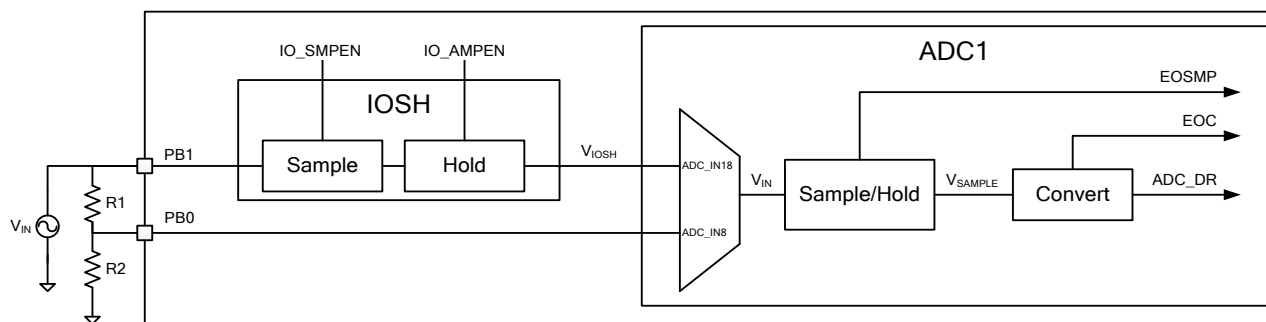 IO_SMPEN
IO_AMPEN
ADC1
IOSH
EOSMP
EOC
PB1
Sample
Hold
VIOSH
ADC_IN18
VIN
Sample/Hold
VSAMPLE
Convert
ADC_DR
R1
PB0
VIN
ADC_IN8
R2